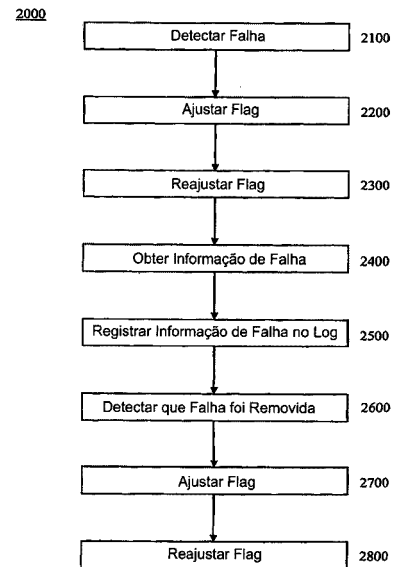 2000
Detectar Falha 2100
Ajustar Flag 2200
Reajustar Flag 2300
Obter Informação de Falha 2400
Registrar Informação de Falha no Log 2500
Detectar que Falha foi Removida 2600
Ajustar Flag 2700
Reajustar Flag 2800